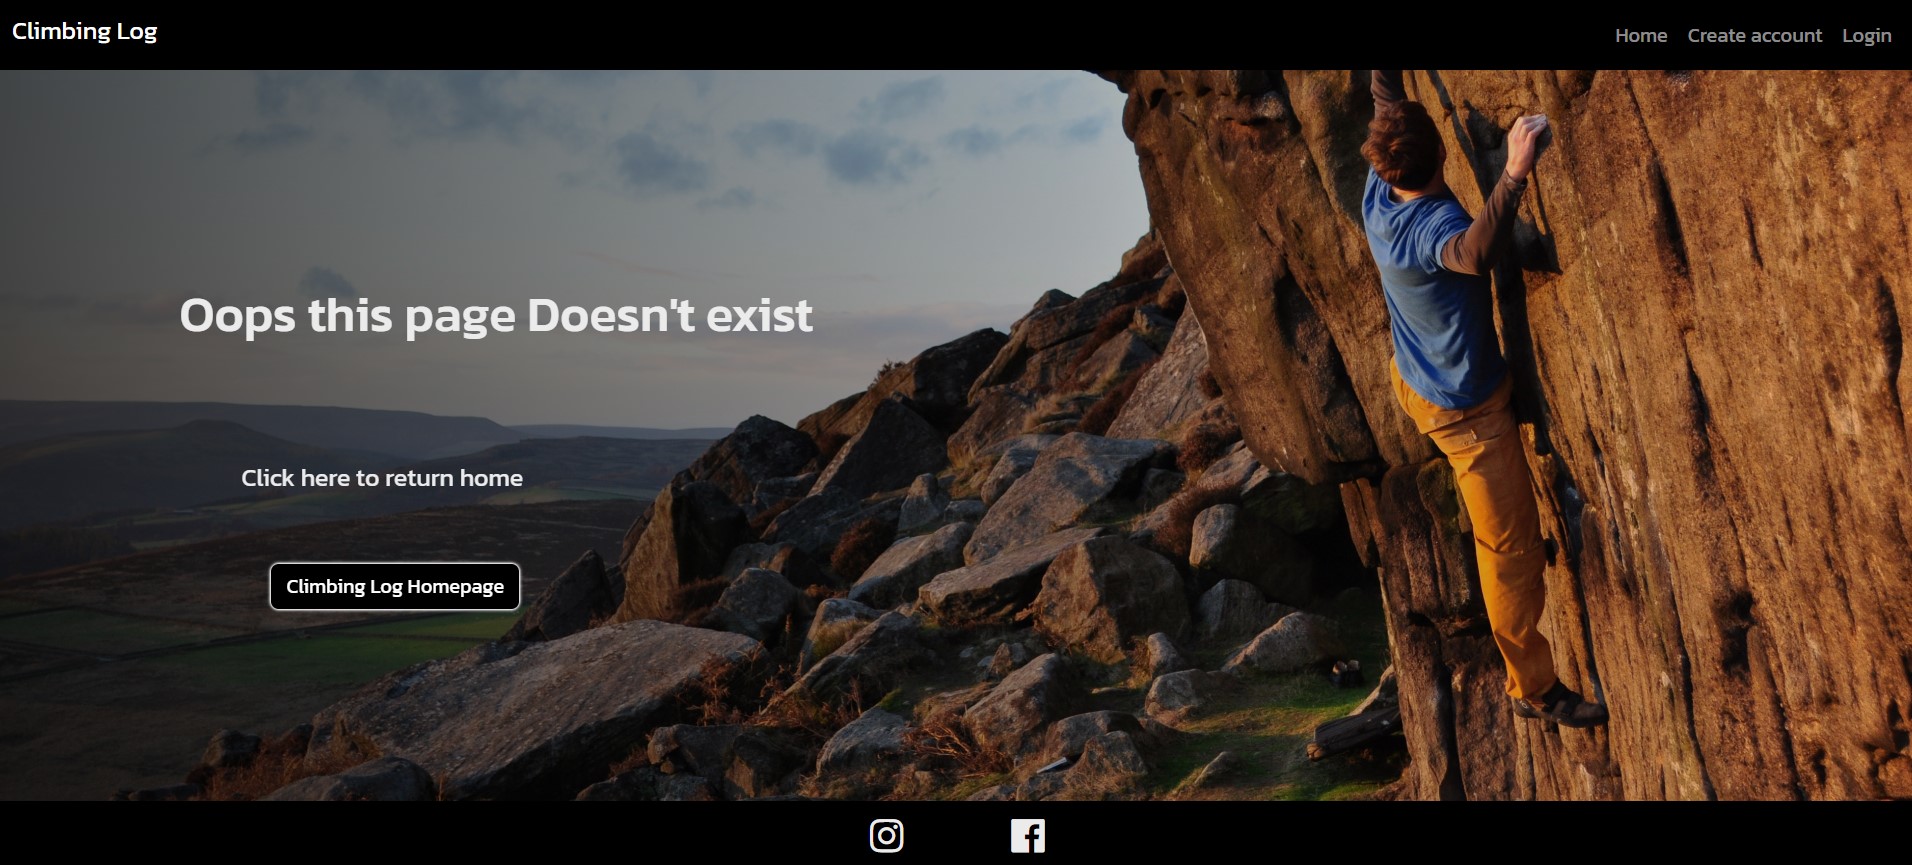 Climbing Log
Home Create account Login
Oops this page Doesn't exist
Click here to return home
Climbing Log Homepage